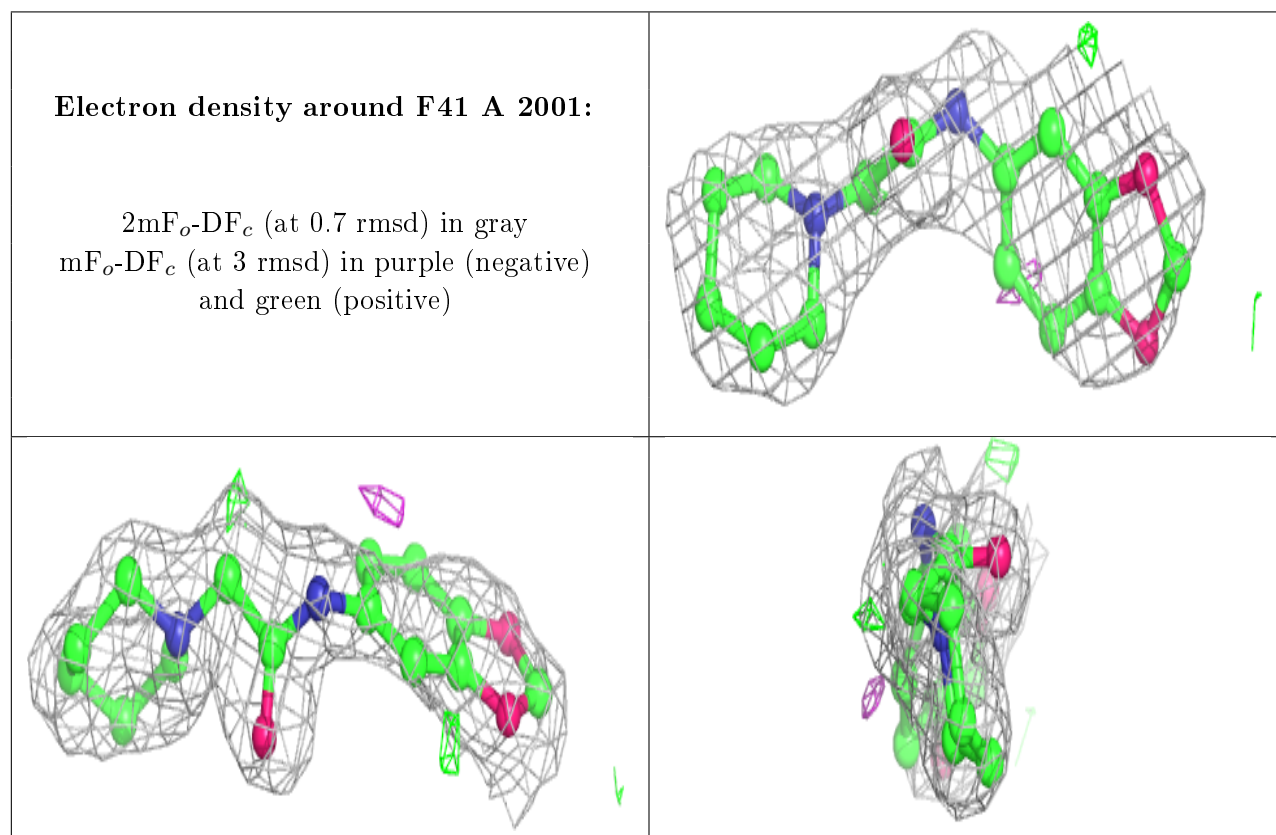 Electron density around F41 A 2001:
2mFₒ-DF𝒸 (at 0.7 rmsd) in gray
mFₒ-DF𝒸 (at 3 rmsd) in purple (negative)
and green (positive)